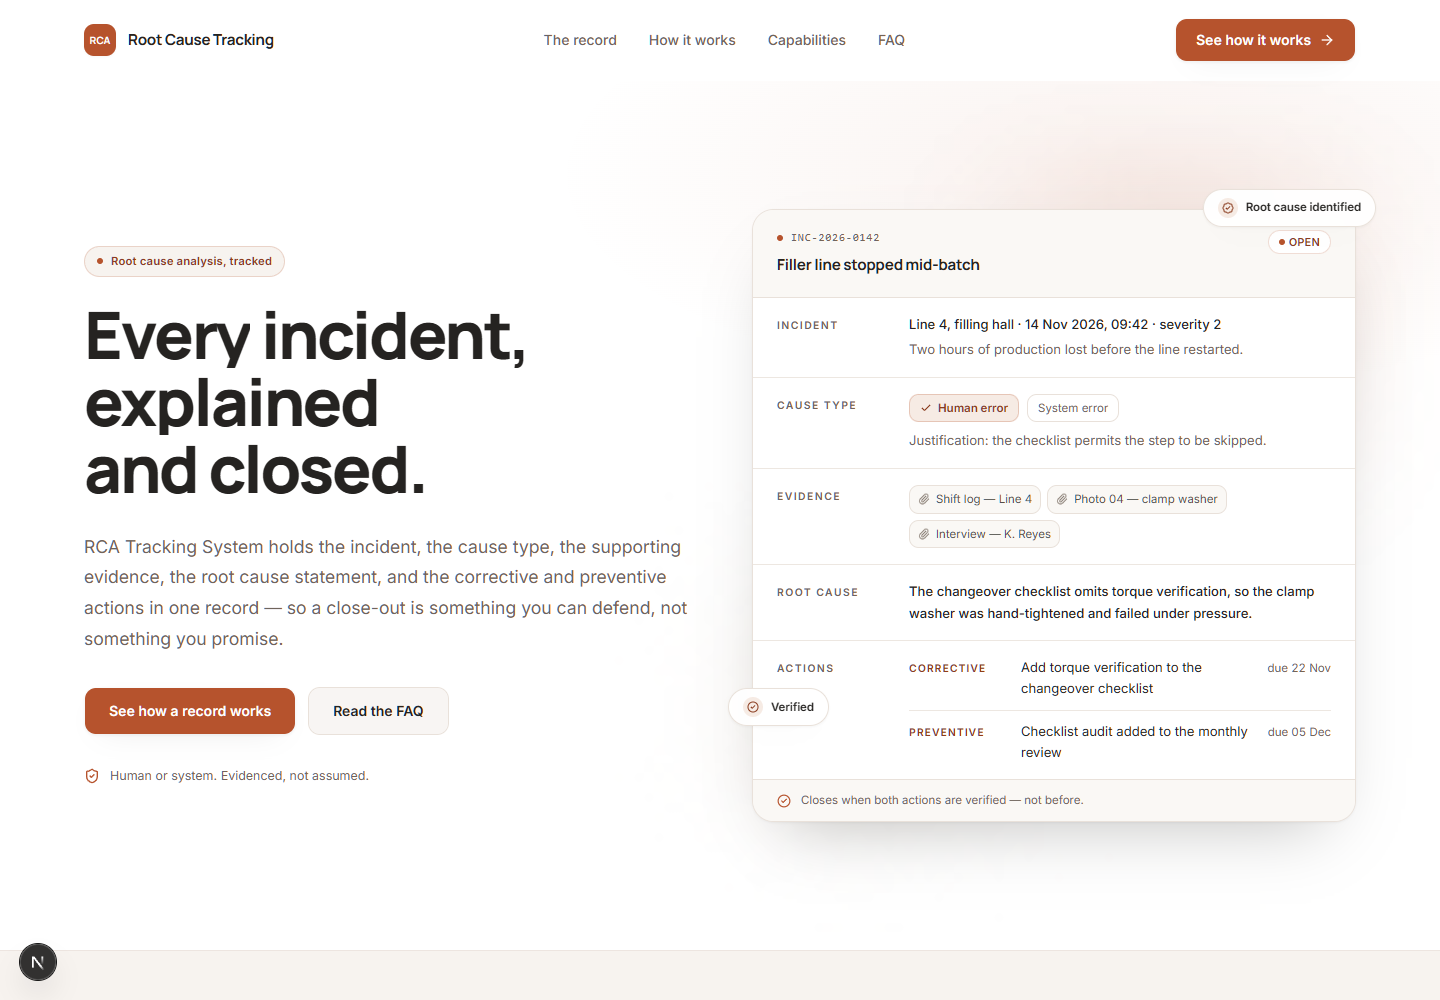 RCA
Root Cause Tracking
The record
How it works
Capabilities
FAQ
See how it works
Root cause analysis, tracked
Every incident,
explained
and closed.
RCA Tracking System holds the incident, the cause type, the supporting
evidence, the root cause statement, and the corrective and preventive
actions in one record — so a close-out is something you can defend, not
something you promise.
See how a record works
Read the FAQ
Human or system. Evidenced, not assumed.
Root cause identified
INC-2026-0142
OPEN
Filler line stopped mid-batch
INCIDENT
Line 4, filling hall · 14 Nov 2026, 09:42 · severity 2
Two hours of production lost before the line restarted.
CAUSE TYPE
Human error
System error
Justification: the checklist permits the step to be skipped.
EVIDENCE
Shift log — Line 4
Photo 04 — clamp washer
Interview — K. Reyes
ROOT CAUSE
The changeover checklist omits torque verification, so the clamp
washer was hand-tightened and failed under pressure.
ACTIONS
CORRECTIVE
Add torque verification to the
changeover checklist
due 22 Nov
Verified
PREVENTIVE
Checklist audit added to the monthly
review
due 05 Dec
Closes when both actions are verified — not before.
N